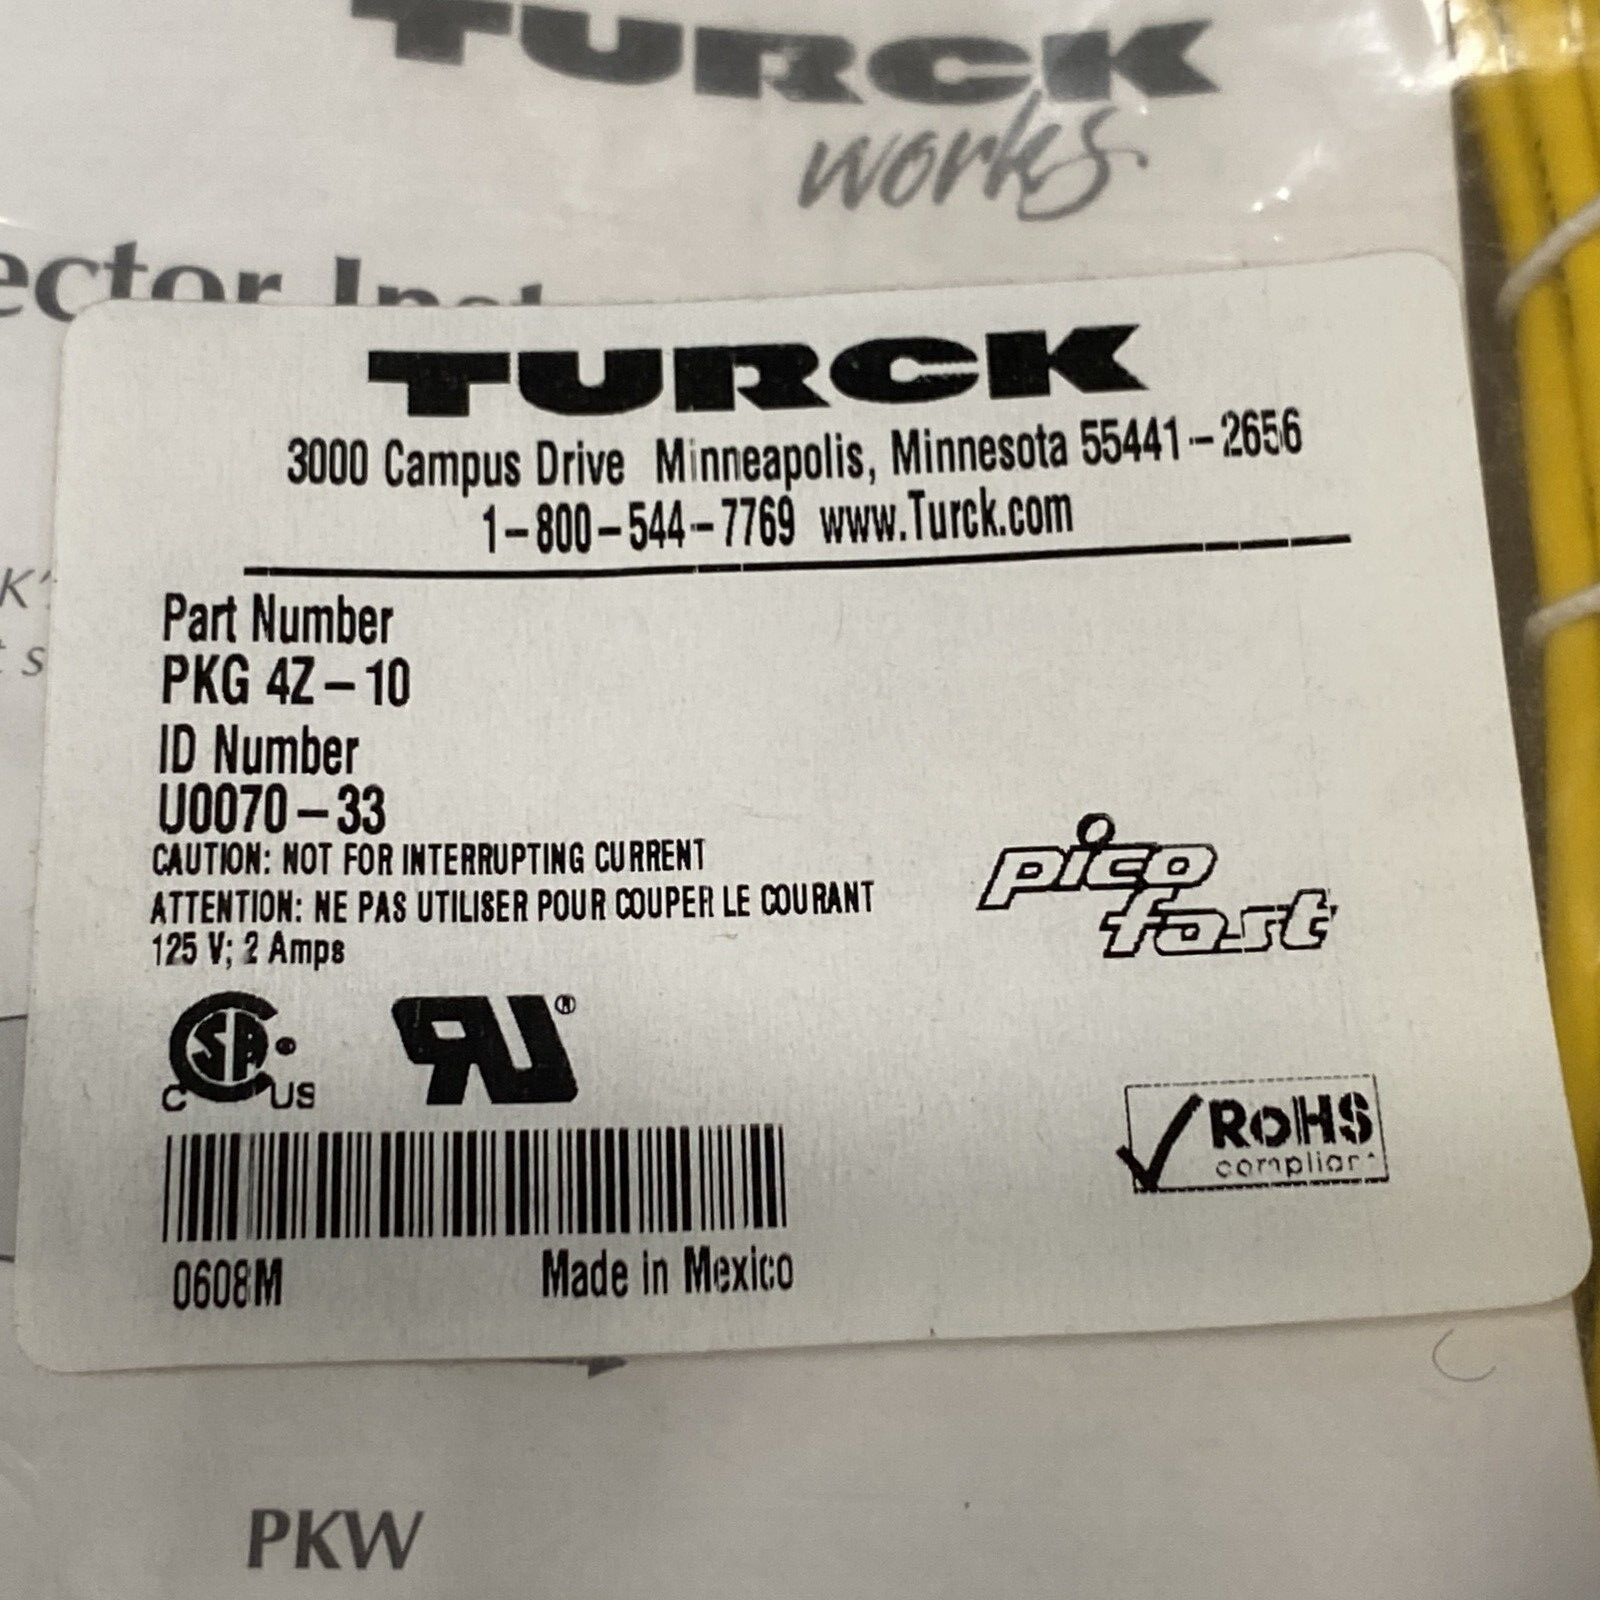 TURCK
works
ector
TURCK
3000 Campus Drive Minneapolis, Minnesota 55441-2656
1-800-544-7769 www.Turck.com
Part Number
PKG 4Z-10
ID Number
U0070-33
CAUTION: NOT FOR INTERRUPTING CURRENT
ATTENTION: NE PAS UTILISER POUR COUPER LE COURANT
125 V; 2 Amps
pico
fast
CSA ®
C US
RU ®
RoHS
compliant
0608M Made in Mexico
PKW